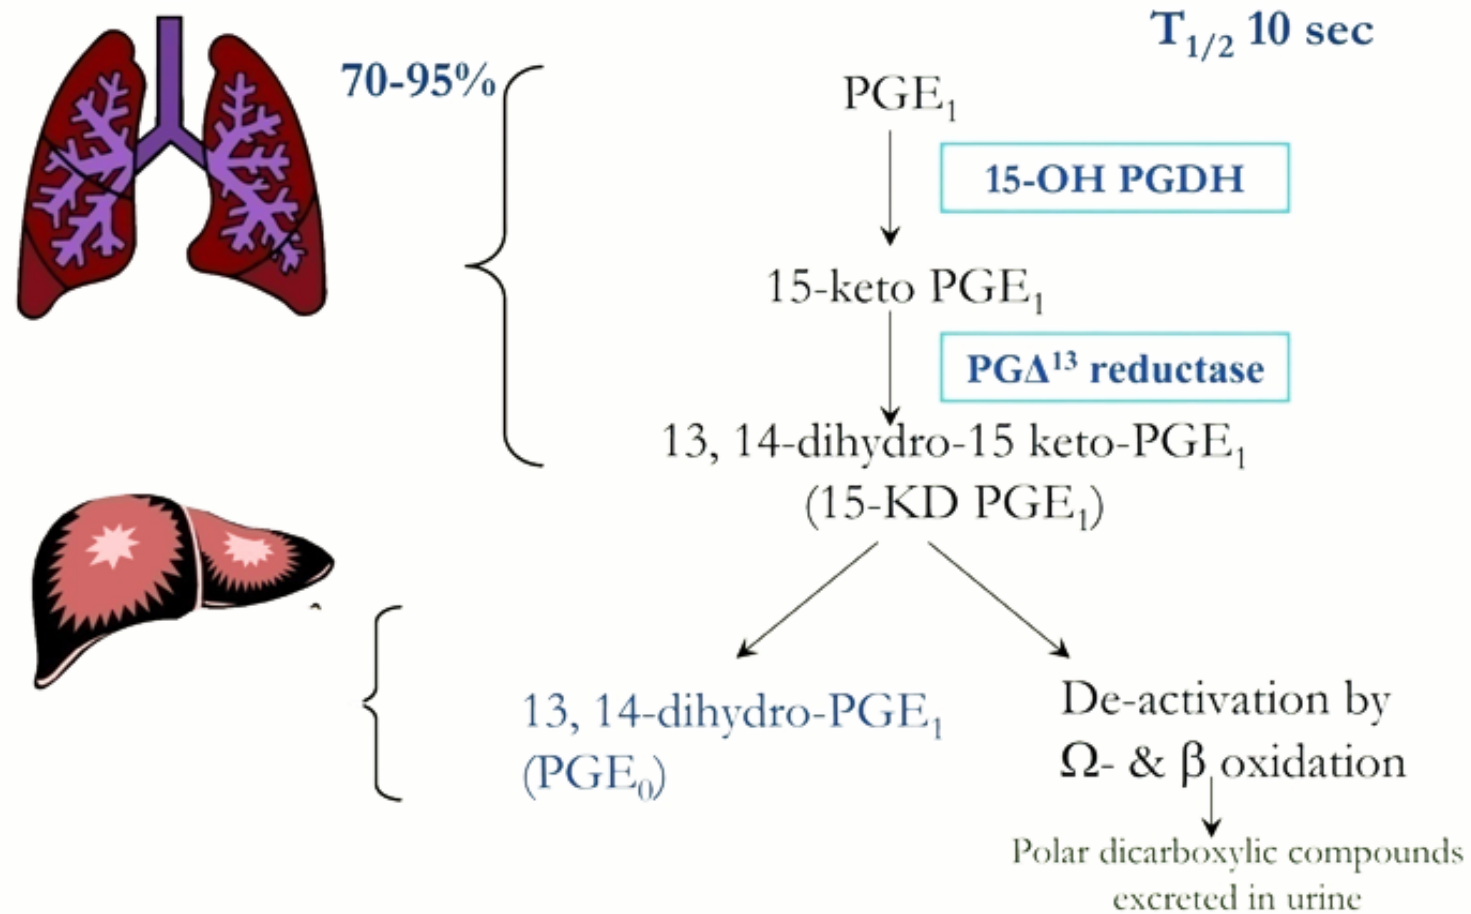 T1/2 10 sec
70-95%
PGE1
15-OH PGDH
15-keto PGE1
PGΔ13 reductase
13, 14-dihydro-15 keto-PGE1
(15-KD PGE1)
13, 14-dihydro-PGE1
(PGE0)
De-activation by
Ω- & β oxidation
Polar dicarboxylic compounds
excreted in urine